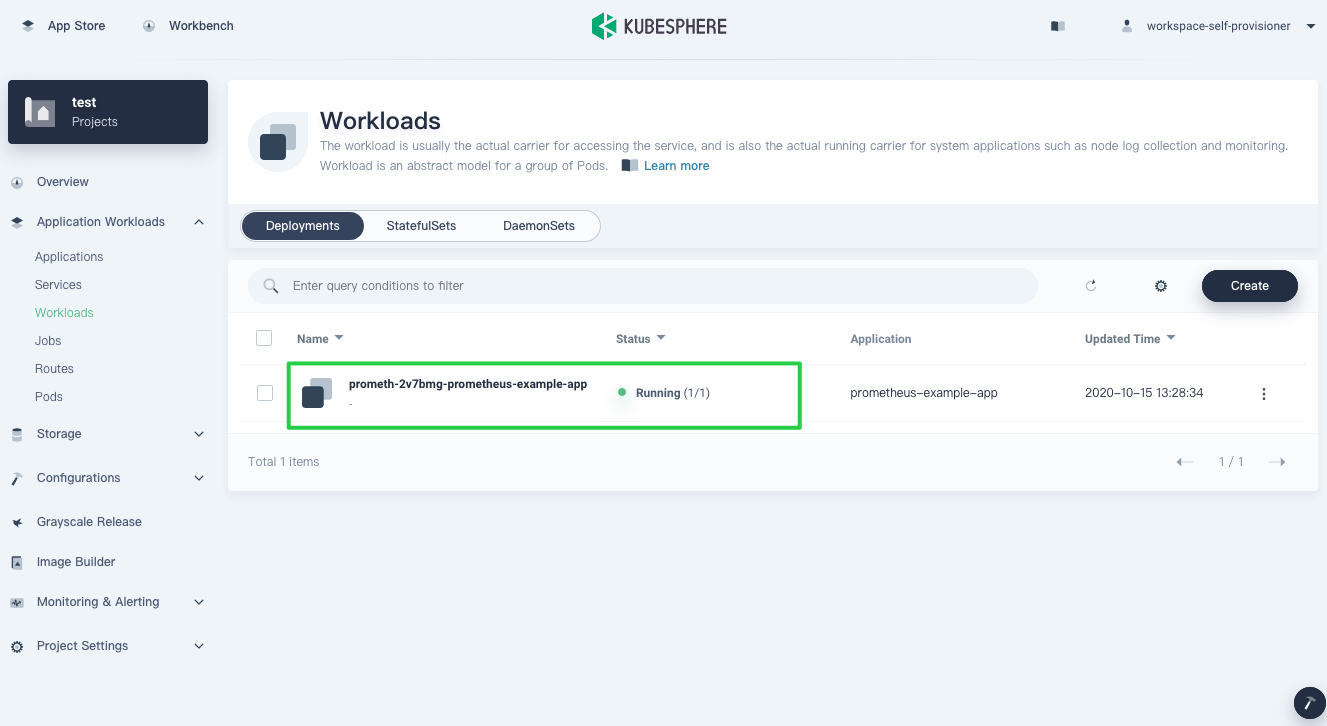 App Store
Workbench
KUBESPHERE
workspace-self-provisioner
test
Projects
Overview
Application Workloads
Applications
Services
Workloads
Jobs
Routes
Pods
Storage
Configurations
Grayscale Release
Image Builder
Monitoring & Alerting
Project Settings
Workloads
The workload is usually the actual carrier for accessing the service, and is also the actual running carrier for system applications such as node log collection and monitoring.
Workload is an abstract model for a group of Pods. Learn more
Deployments StatefulSets DaemonSets
Enter query conditions to filter
Create
Name Status Application Updated Time
prometh-2v7bmg-prometheus-example-app
-
Running (1/1)
prometheus-example-app
2020-10-15 13:28:34
Total 1 items
1 / 1